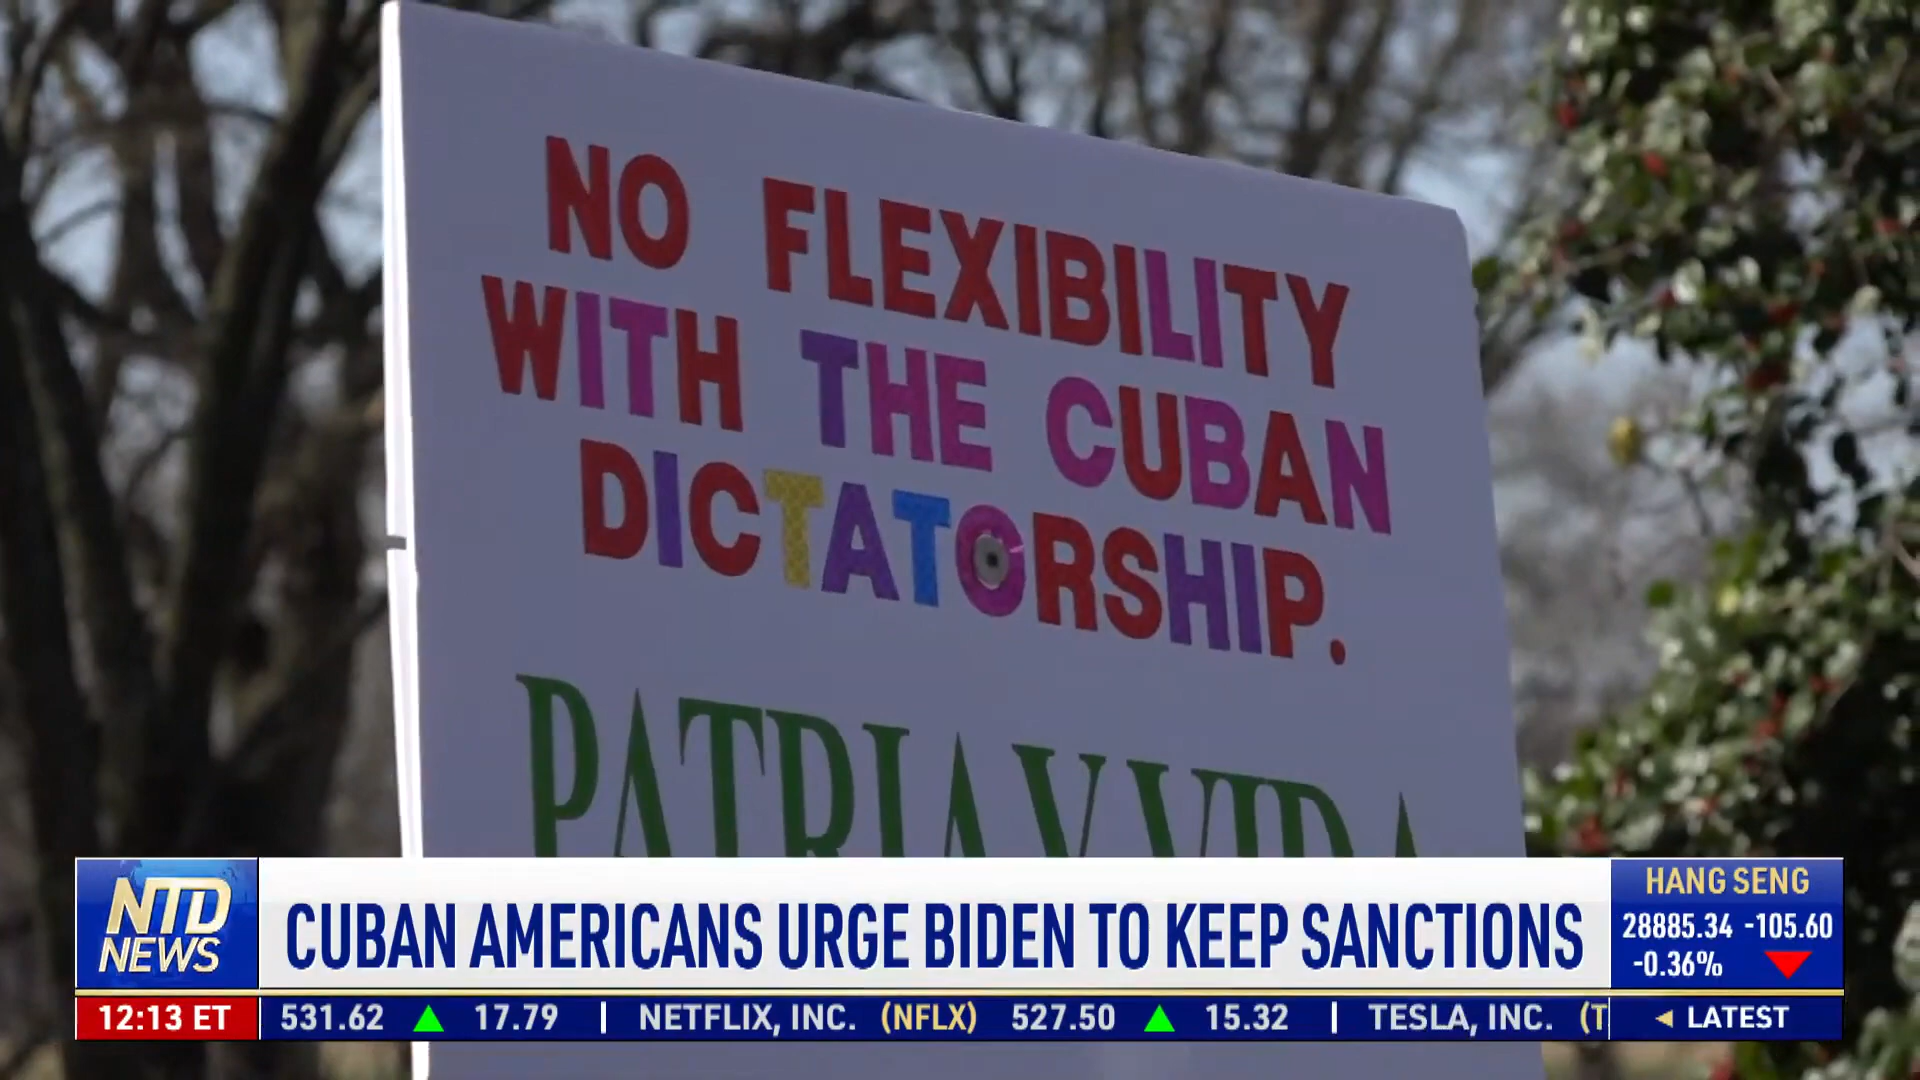 NO FLEXIBILITY
WITH THE CUBAN
DICTATORSHIP.
PATRIA Y VIDA
NTD
NEWS
CUBAN AMERICANS URGE BIDEN TO KEEP SANCTIONS
HANG SENG
28885.34 -105.60
-0.36%
12:13 ET
531.62 ▲ 17.79 | NETFLIX, INC. (NFLX) 527.50 ▲ 15.32 | TESLA, INC. (T
◄ LATEST